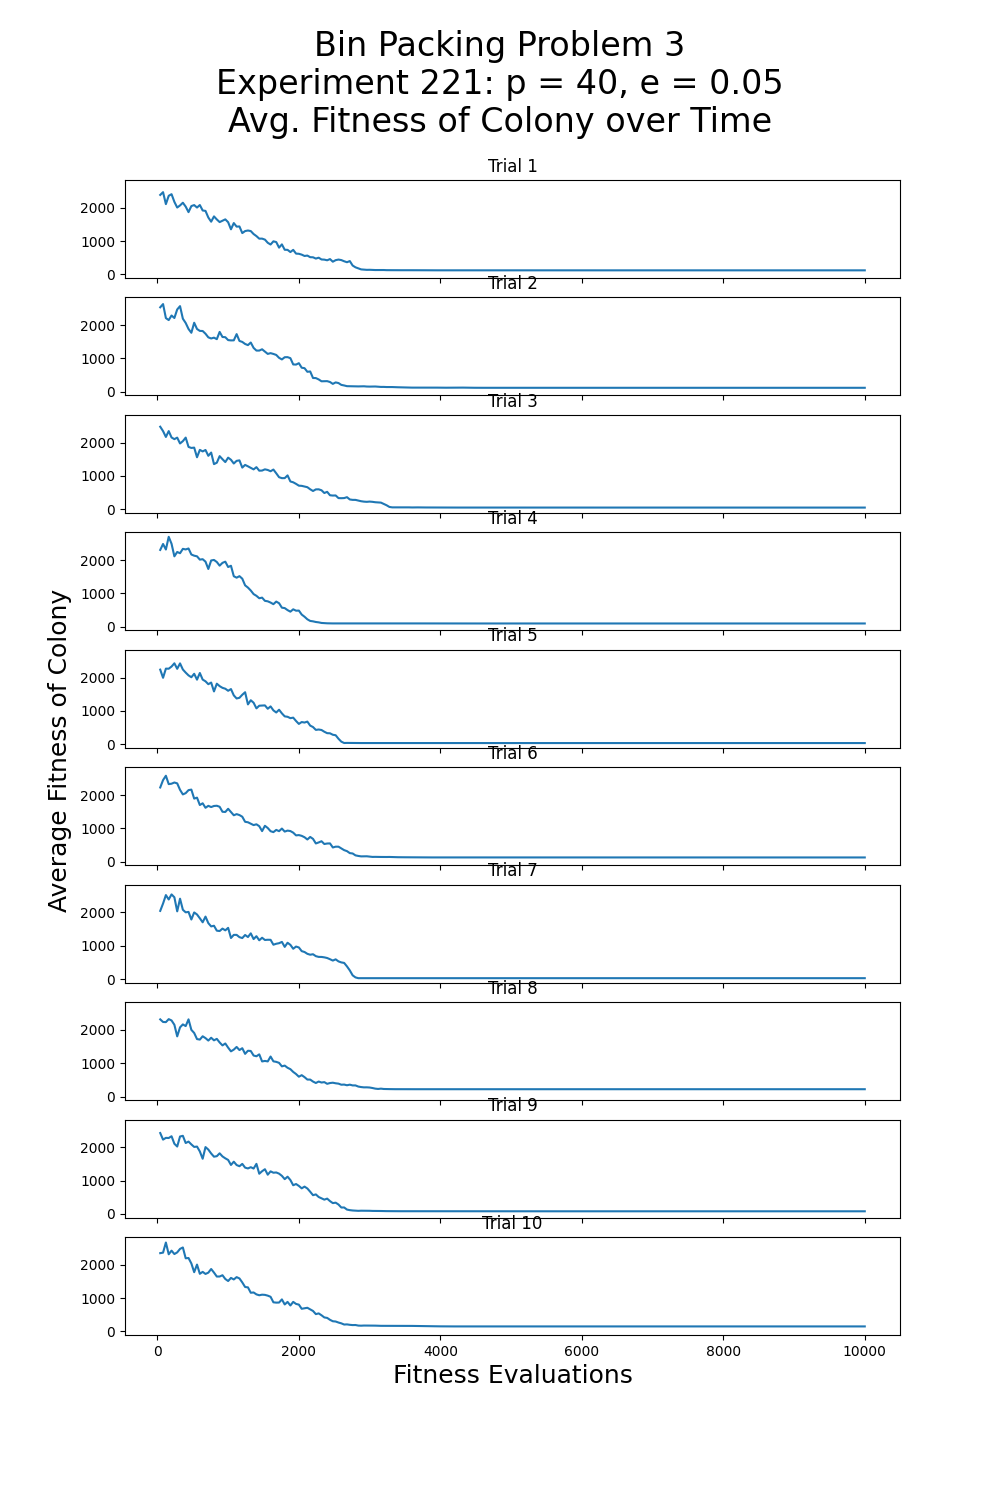 Bin Packing Problem 3
Experiment 221: p = 40, e = 0.05
Avg. Fitness of Colony over Time
Trial 1
2000
1000
0
Trial 2
2000
1000
0
Trial 3
2000
1000
0
Trial 4
2000
1000
0
Trial 5
2000
1000
0
Trial 6
2000
1000
0
Trial 7
2000
1000
0
Trial 8
2000
1000
0
Trial 9
2000
1000
0
Trial 10
2000
1000
0
0 2000 4000 6000 8000 10000
Fitness Evaluations
Average Fitness of Colony